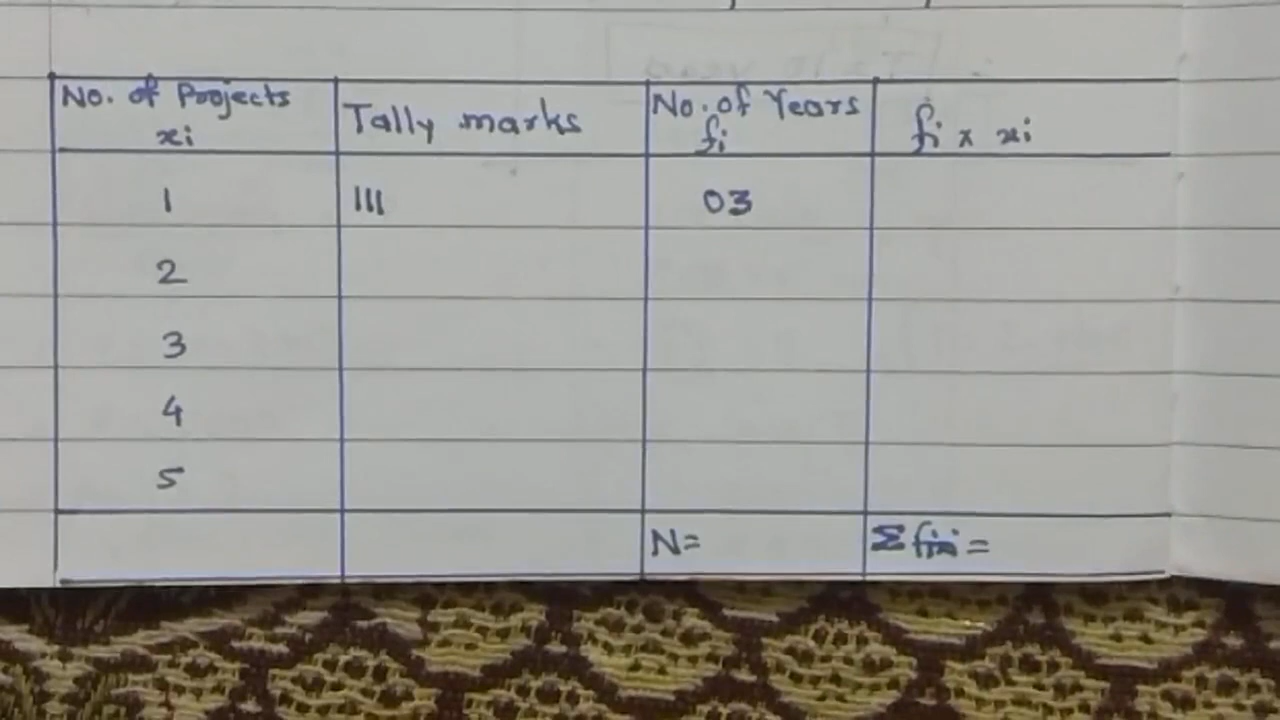 No. of Projects xi Tally marks No. of Years fi fi x xi
1 III 03
2
3
4
5
N= Σ fixi =